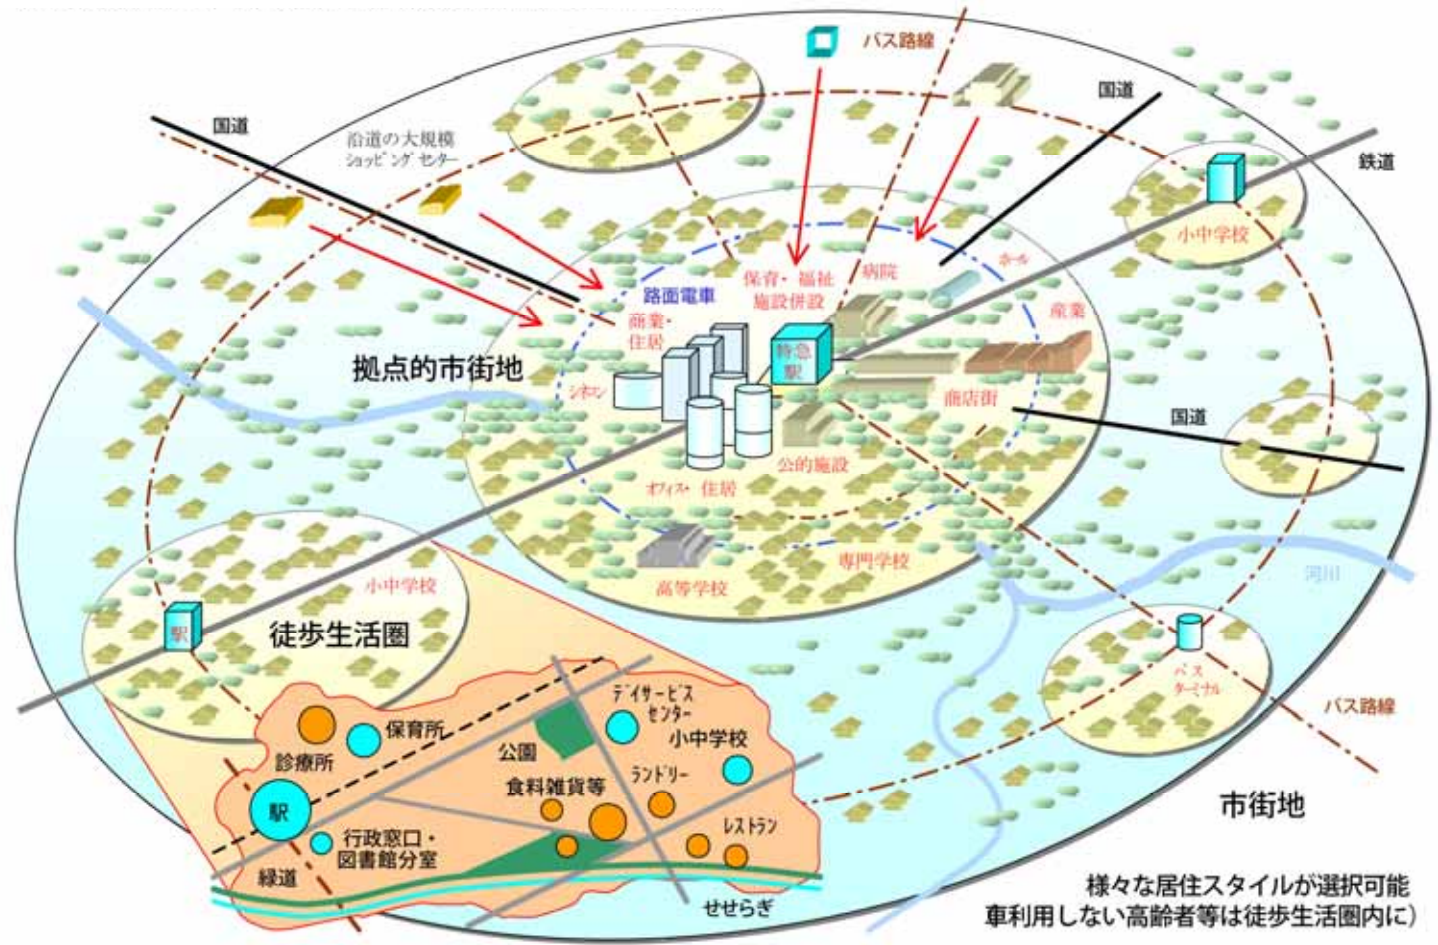 バス路線
国道
国道
沿道の大規模
ショッピングセンター
鉄道
小中学校
保育・福祉
施設併設
病院
ホール
路面電車
商業・
住居
産業
特急
駅
拠点的市街地
シネコン
商店街
国道
公的施設
オフィス・住居
専門学校
高等学校
小中学校
河川
駅
徒歩生活圏
バス
ターミナル
バス路線
デイサービス
センター
保育所
小中学校
公園
診療所
ランドリー
食料雑貨等
駅
レストラン
市街地
行政窓口・
図書館分室
緑道
せせらぎ
様々な居住スタイルが選択可能
車利用しない高齢者等は徒歩生活圏内に）